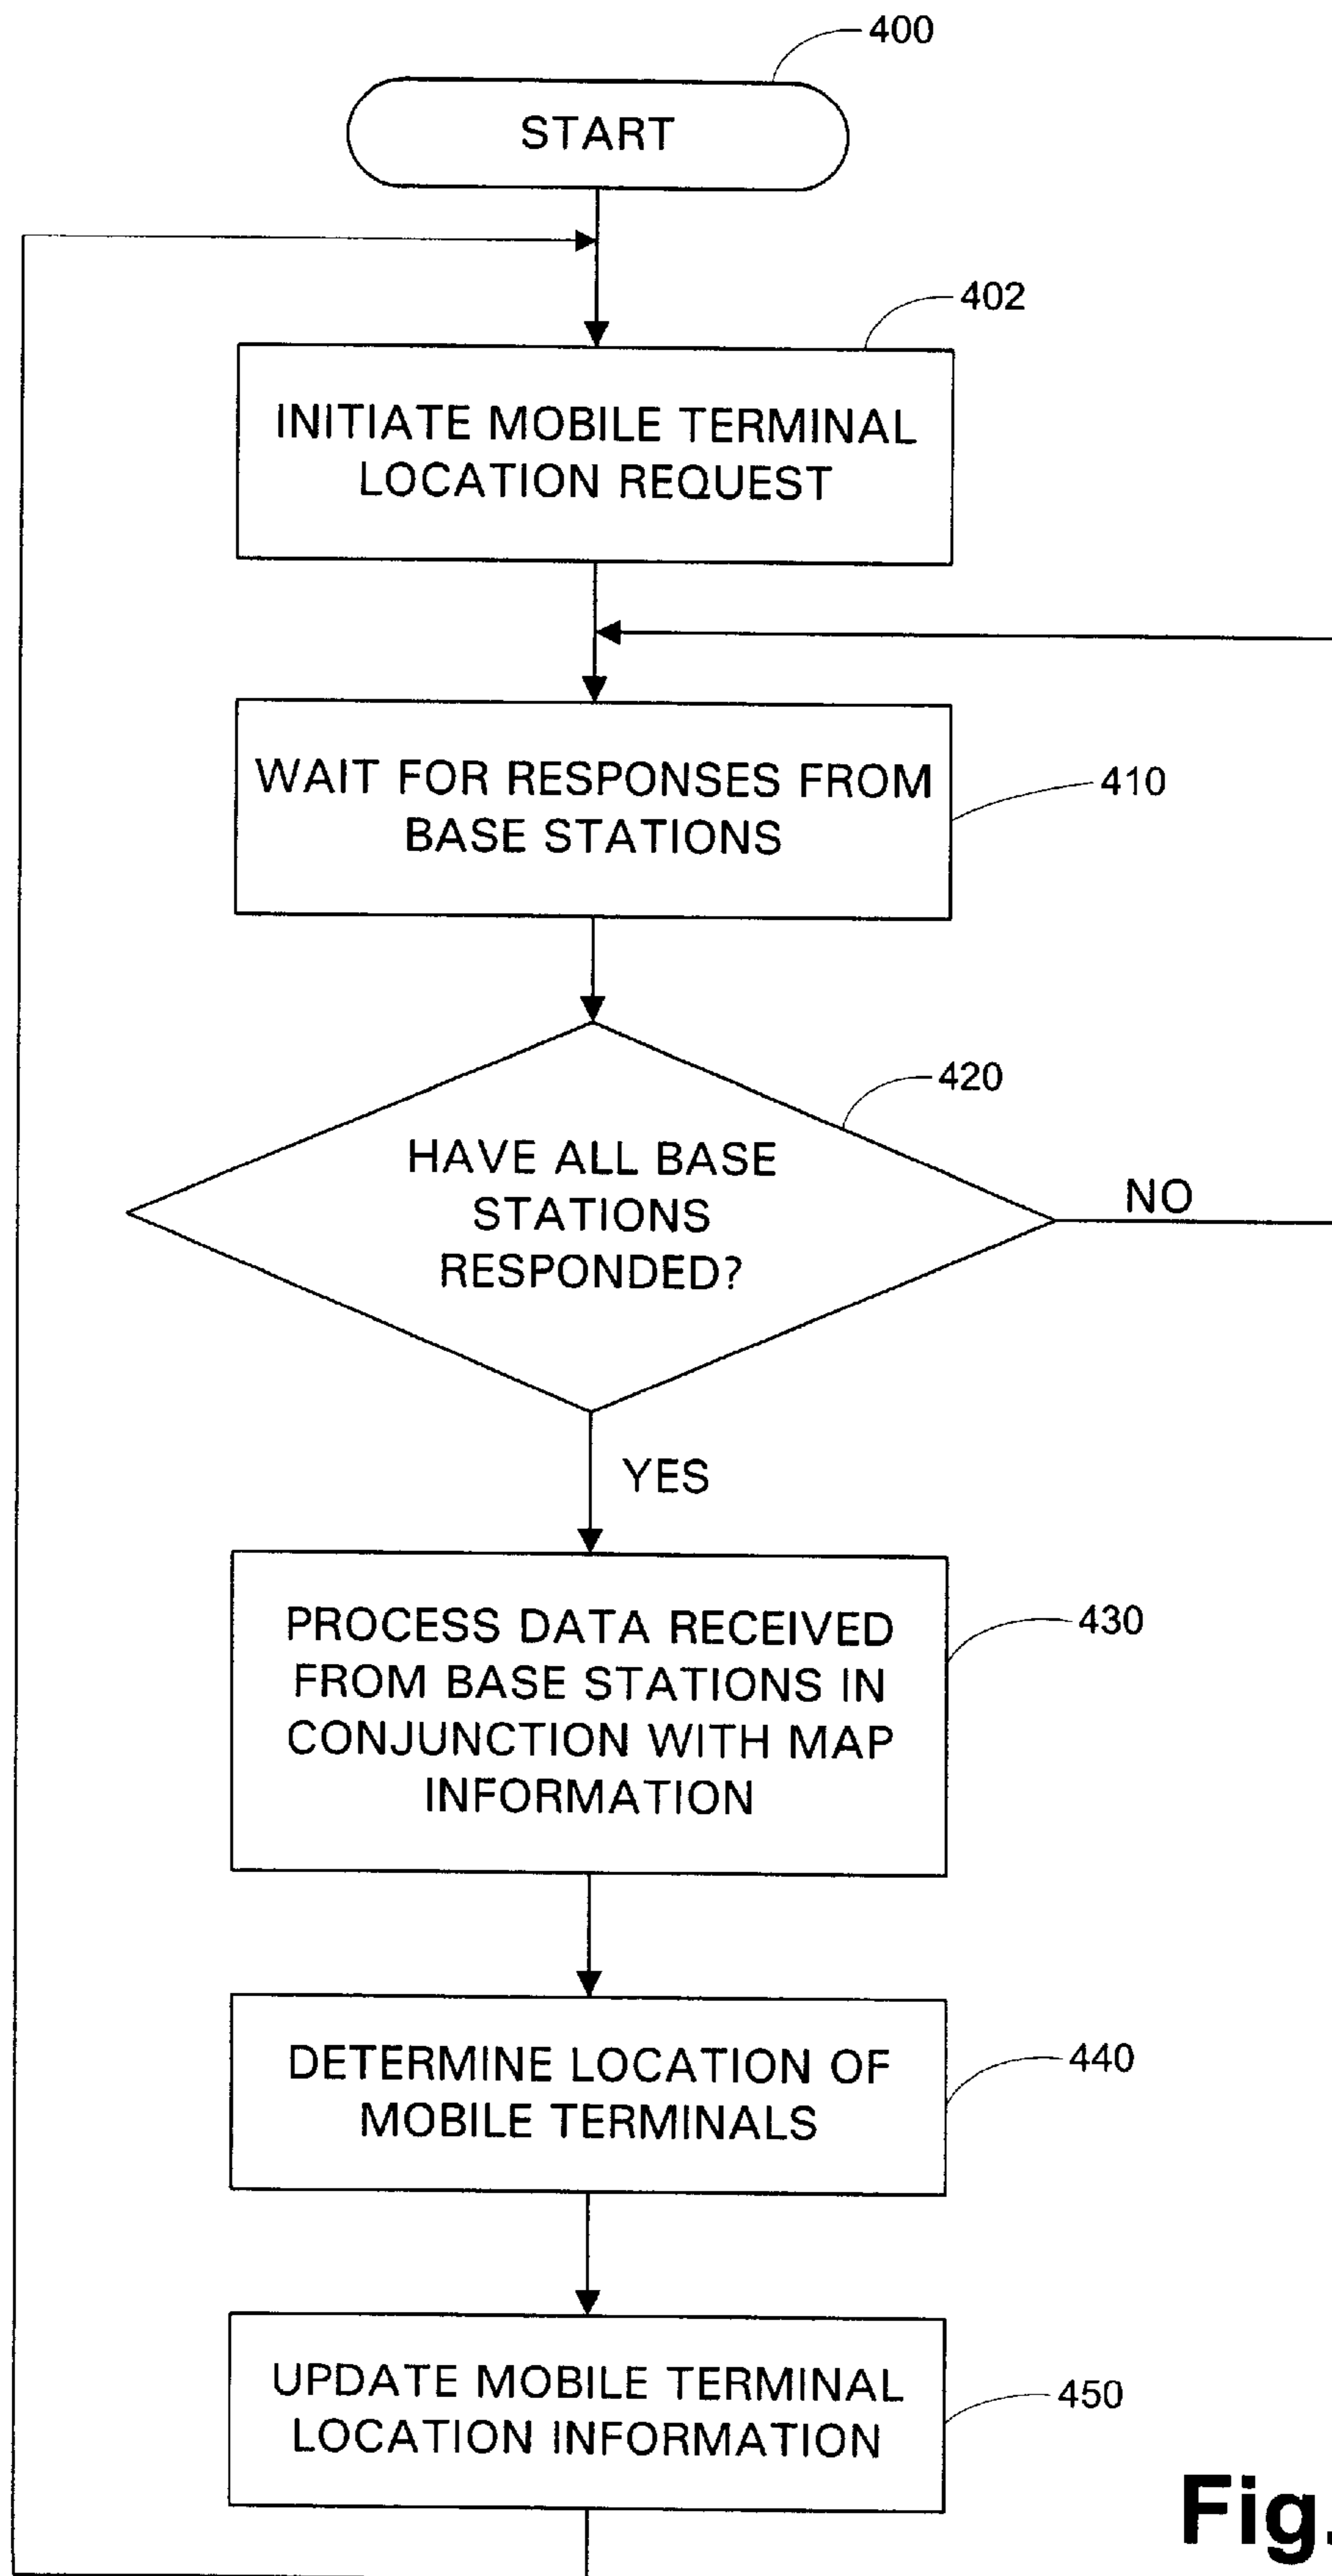 400
START
402
INITIATE MOBILE TERMINAL
LOCATION REQUEST
WAIT FOR RESPONSES FROM
BASE STATIONS
410
420
HAVE ALL BASE
STATIONS
RESPONDED?
NO
YES
PROCESS DATA RECEIVED
FROM BASE STATIONS IN
CONJUNCTION WITH MAP
INFORMATION
430
DETERMINE LOCATION OF
MOBILE TERMINALS
440
UPDATE MOBILE TERMINAL
LOCATION INFORMATION
450
Fig.